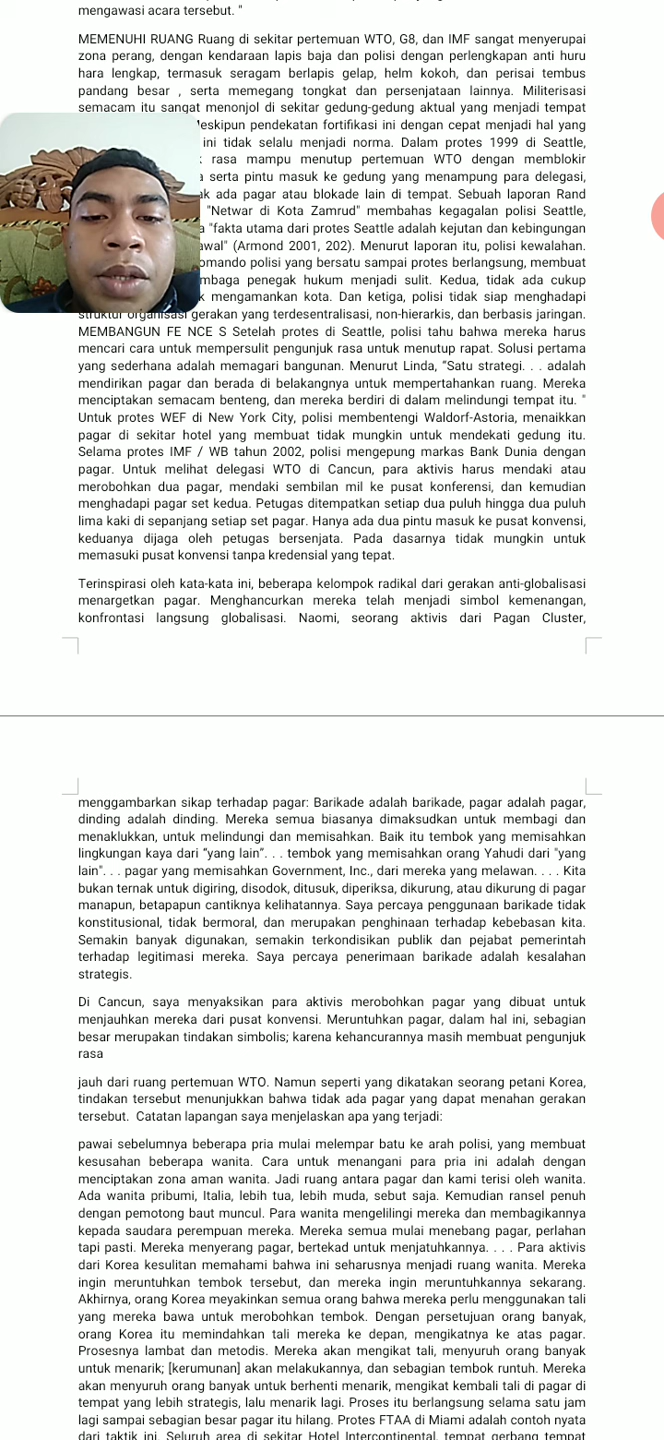 mengawasi acara tersebut. "
MEMENUHI RUANG Ruang di sekitar pertemuan WTO, G8, dan IMF sangat menyerupai
zona perang, dengan kendaraan lapis baja dan polisi dengan perlengkapan anti huru
hara lengkap, termasuk seragam berlapis gelap, helm kokoh, dan perisai tembus
pandang besar , serta memegang tongkat dan persenjataan lainnya. Militerisasi
semacam itu sangat menonjol di sekitar gedung-gedung aktual yang menjadi tempat
Meskipun pendekatan fortifikasi ini dengan cepat menjadi hal yang
ini tidak selalu menjadi norma. Dalam protes 1999 di Seattle,
rasa mampu menutup pertemuan WTO dengan memblokir
serta pintu masuk ke gedung yang menampung para delegasi,
ada pagar atau blokade lain di tempat. Sebuah laporan Rand
"Netwar di Kota Zamrud" membahas kegagalan polisi Seattle,
"fakta utama dari protes Seattle adalah kejutan dan kebingungan
awal" (Armond 2001, 202). Menurut laporan itu, polisi kewalahan.
komando polisi yang bersatu sampai protes berlangsung, membuat
lembaga penegak hukum menjadi sulit. Kedua, tidak ada cukup
mengamankan kota. Dan ketiga, polisi tidak siap menghadapi
struktur organisasi gerakan yang terdesentralisasi, non-hierarkis, dan berbasis jaringan.
MEMBANGUN FE NCE S Setelah protes di Seattle, polisi tahu bahwa mereka harus
mencari cara untuk mempersulit pengunjuk rasa untuk menutup rapat. Solusi pertama
yang sederhana adalah memagari bangunan. Menurut Linda, “Satu strategi. . . adalah
mendirikan pagar dan berada di belakangnya untuk mempertahankan ruang. Mereka
menciptakan semacam benteng, dan mereka berdiri di dalam melindungi tempat itu. "
Untuk protes WEF di New York City, polisi membentengi Waldorf-Astoria, menaikkan
pagar di sekitar hotel yang membuat tidak mungkin untuk mendekati gedung itu.
Selama protes IMF / WB tahun 2002, polisi mengepung markas Bank Dunia dengan
pagar. Untuk melihat delegasi WTO di Cancun, para aktivis harus mendaki atau
merobohkan dua pagar, mendaki sembilan mil ke pusat konferensi, dan kemudian
menghadapi pagar set kedua. Petugas ditempatkan setiap dua puluh hingga dua puluh
lima kaki di sepanjang setiap set pagar. Hanya ada dua pintu masuk ke pusat konvensi,
keduanya dijaga oleh petugas bersenjata. Pada dasarnya tidak mungkin untuk
memasuki pusat konvensi tanpa kredensial yang tepat.
Terinspirasi oleh kata-kata ini, beberapa kelompok radikal dari gerakan anti-globalisasi
menargetkan pagar. Menghancurkan mereka telah menjadi simbol kemenangan,
konfrontasi langsung globalisasi. Naomi, seorang aktivis dari Pagan Cluster,
menggambarkan sikap terhadap pagar: Barikade adalah barikade, pagar adalah pagar,
dinding adalah dinding. Mereka semua biasanya dimaksudkan untuk membagi dan
menaklukkan, untuk melindungi dan memisahkan. Baik itu tembok yang memisahkan
lingkungan kaya dari “yang lain”. . . tembok yang memisahkan orang Yahudi dari "yang
lain". . . pagar yang memisahkan Government, Inc., dari mereka yang melawan. . . . Kita
bukan ternak untuk digiring, disodok, ditusuk, diperiksa, dikurung, atau dikurung di pagar
manapun, betapapun cantiknya kelihatannya. Saya percaya penggunaan barikade tidak
konstitusional, tidak bermoral, dan merupakan penghinaan terhadap kebebasan kita.
Semakin banyak digunakan, semakin terkondisikan publik dan pejabat pemerintah
terhadap legitimasi mereka. Saya percaya penerimaan barikade adalah kesalahan
strategis.
Di Cancun, saya menyaksikan para aktivis merobohkan pagar yang dibuat untuk
menjauhkan mereka dari pusat konvensi. Meruntuhkan pagar, dalam hal ini, sebagian
besar merupakan tindakan simbolis; karena kehancurannya masih membuat pengunjuk
rasa
jauh dari ruang pertemuan WTO. Namun seperti yang dikatakan seorang petani Korea,
tindakan tersebut menunjukkan bahwa tidak ada pagar yang dapat menahan gerakan
tersebut. Catatan lapangan saya menjelaskan apa yang terjadi:
pawai sebelumnya beberapa pria mulai melempar batu ke arah polisi, yang membuat
kesusahan beberapa wanita. Cara untuk menangani para pria ini adalah dengan
menciptakan zona aman wanita. Jadi ruang antara pagar dan kami terisi oleh wanita.
Ada wanita pribumi, Italia, lebih tua, lebih muda, sebut saja. Kemudian ransel penuh
dengan pemotong baut muncul. Para wanita mengelilingi mereka dan membagikannya
kepada saudara perempuan mereka. Mereka semua mulai menebang pagar, perlahan
tapi pasti. Mereka menyerang pagar, bertekad untuk menjatuhkannya. . . . Para aktivis
dari Korea kesulitan memahami bahwa ini seharusnya menjadi ruang wanita. Mereka
ingin meruntuhkan tembok tersebut, dan mereka ingin meruntuhkannya sekarang.
Akhirnya, orang Korea meyakinkan semua orang bahwa mereka perlu menggunakan tali
yang mereka bawa untuk merobohkan tembok. Dengan persetujuan orang banyak,
orang Korea itu memindahkan tali mereka ke depan, mengikatnya ke atas pagar.
Prosesnya lambat dan metodis. Mereka akan mengikat tali, menyuruh orang banyak
untuk menarik; [kerumunan] akan melakukannya, dan sebagian tembok runtuh. Mereka
akan menyuruh orang banyak untuk berhenti menarik, mengikat kembali tali di pagar di
tempat yang lebih strategis, lalu menarik lagi. Proses itu berlangsung selama satu jam
lagi sampai sebagian besar pagar itu hilang. Protes FTAA di Miami adalah contoh nyata
dari taktik ini. Seluruh area di sekitar Hotel Intercontinental, tempat gerbang tempat